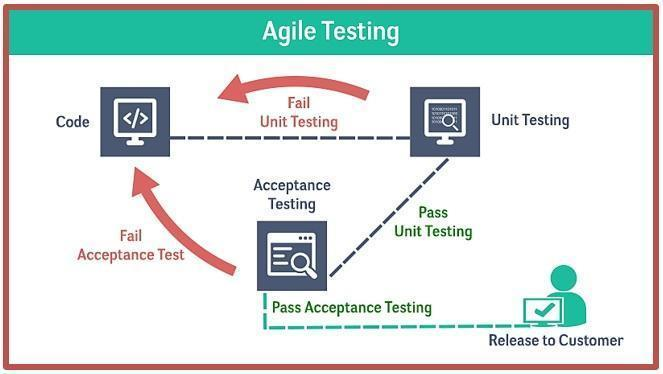 Agile Testing
Fail
Unit Testing
Code
</>
Unit Testing
Acceptance
Testing
Pass
Unit Testing
Fail
Acceptance Test
Pass Acceptance Testing
Release to Customer